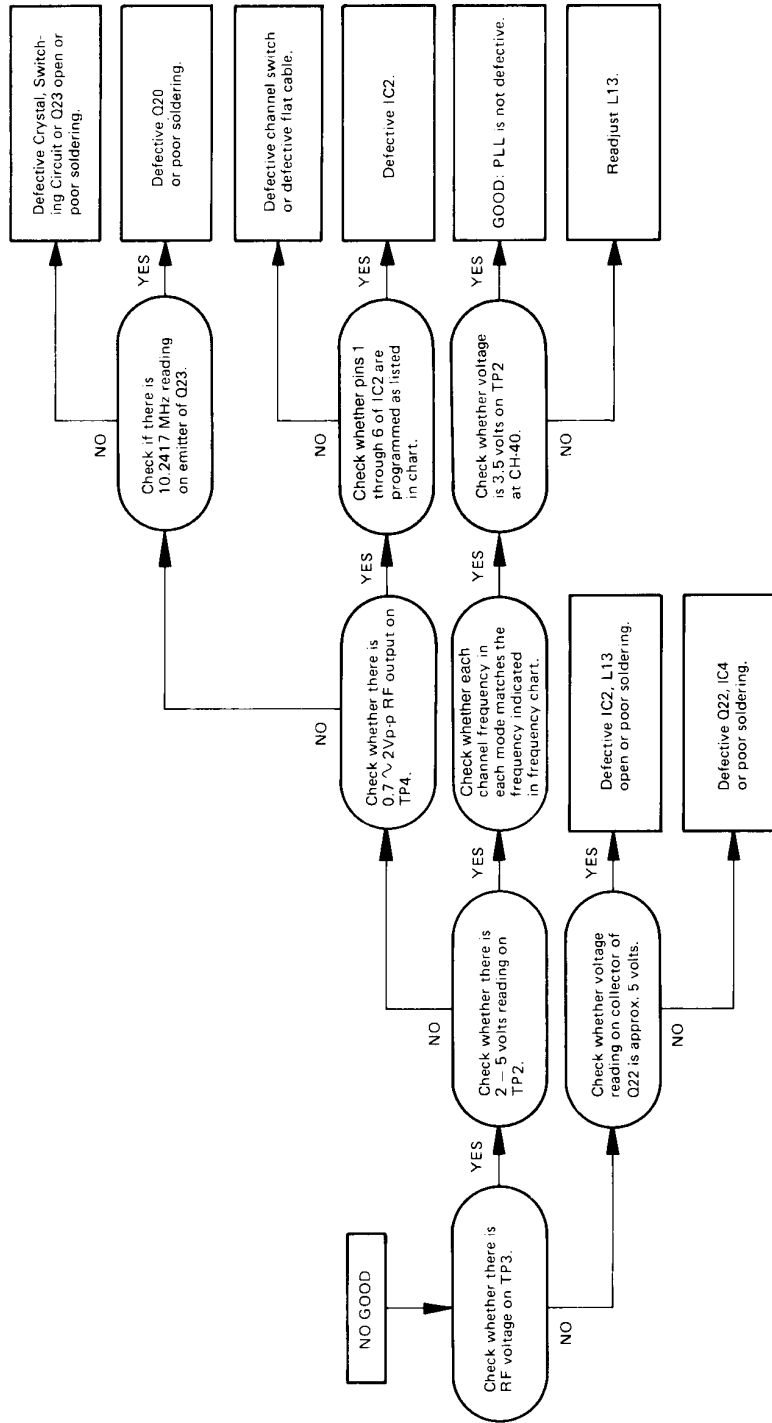 NO GOOD
Check whether there is
RF voltage on TP3.
YES
NO
Check whether there is
2 – 5 volts reading on
TP2.
NO
YES
Check whether voltage
reading on collector of
Q22 is approx. 5 volts.
YES
NO
Check whether there is
0.7 ~ 2Vp-p RF output on
TP4.
NO
YES
Check whether each
channel frequency in
each mode matches the
frequency indicated
in frequency chart.
YES
Defective IC2, L13
open or poor soldering.
Defective Q22, IC4
or poor soldering.
Check if there is
10.2417 MHz reading
on emitter of Q23.
NO
YES
Check whether pins 1
through 6 of IC2 are
programmed as listed
in chart.
NO
YES
Check whether voltage
is 3.5 volts on TP2
at CH-40.
YES
NO
Defective Crystal, Switch-
ing Circuit or Q23 open or
poor soldering.
Defective Q20
or poor soldering.
Defective channel switch
or defective flat cable.
Defective IC2.
GOOD: PLL is not defective.
Readjust L13.